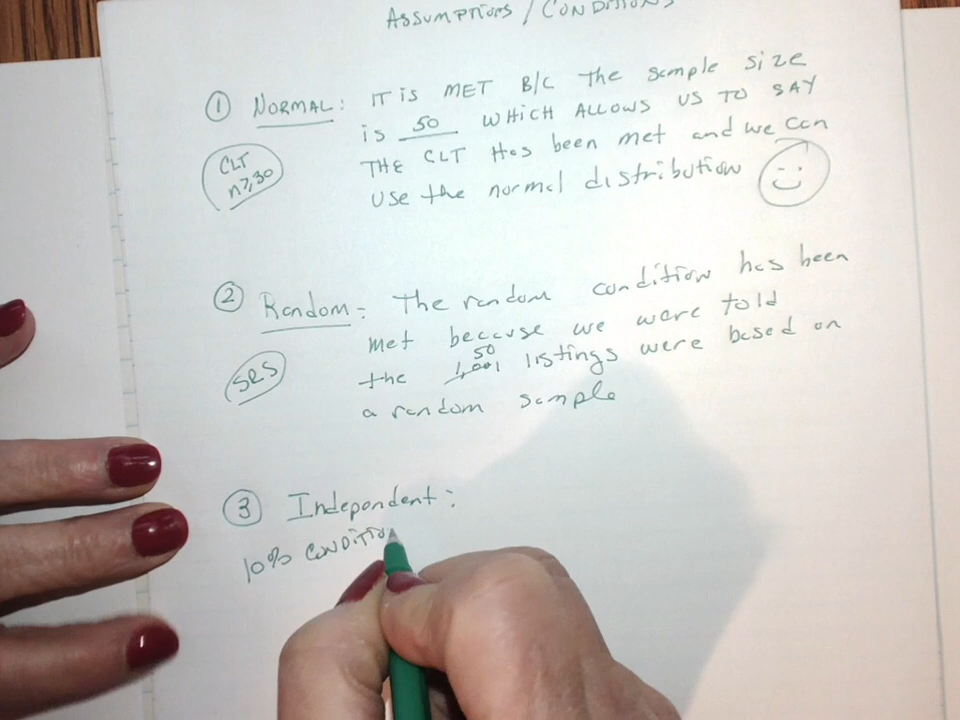 ASSUMPTIONS / CONDITIONS
① NORMAL: IT is MET B/C The sample size
is 50 WHICH ALLOWS US TO SAY
THE CLT Has been met and we can
use the normal distribution
CLT
n≥30
② Random: The random condition has been
met because we were told
the 1,001 50 listings were based on
a random sample
SRS
③ Independent:
10% CONDITION